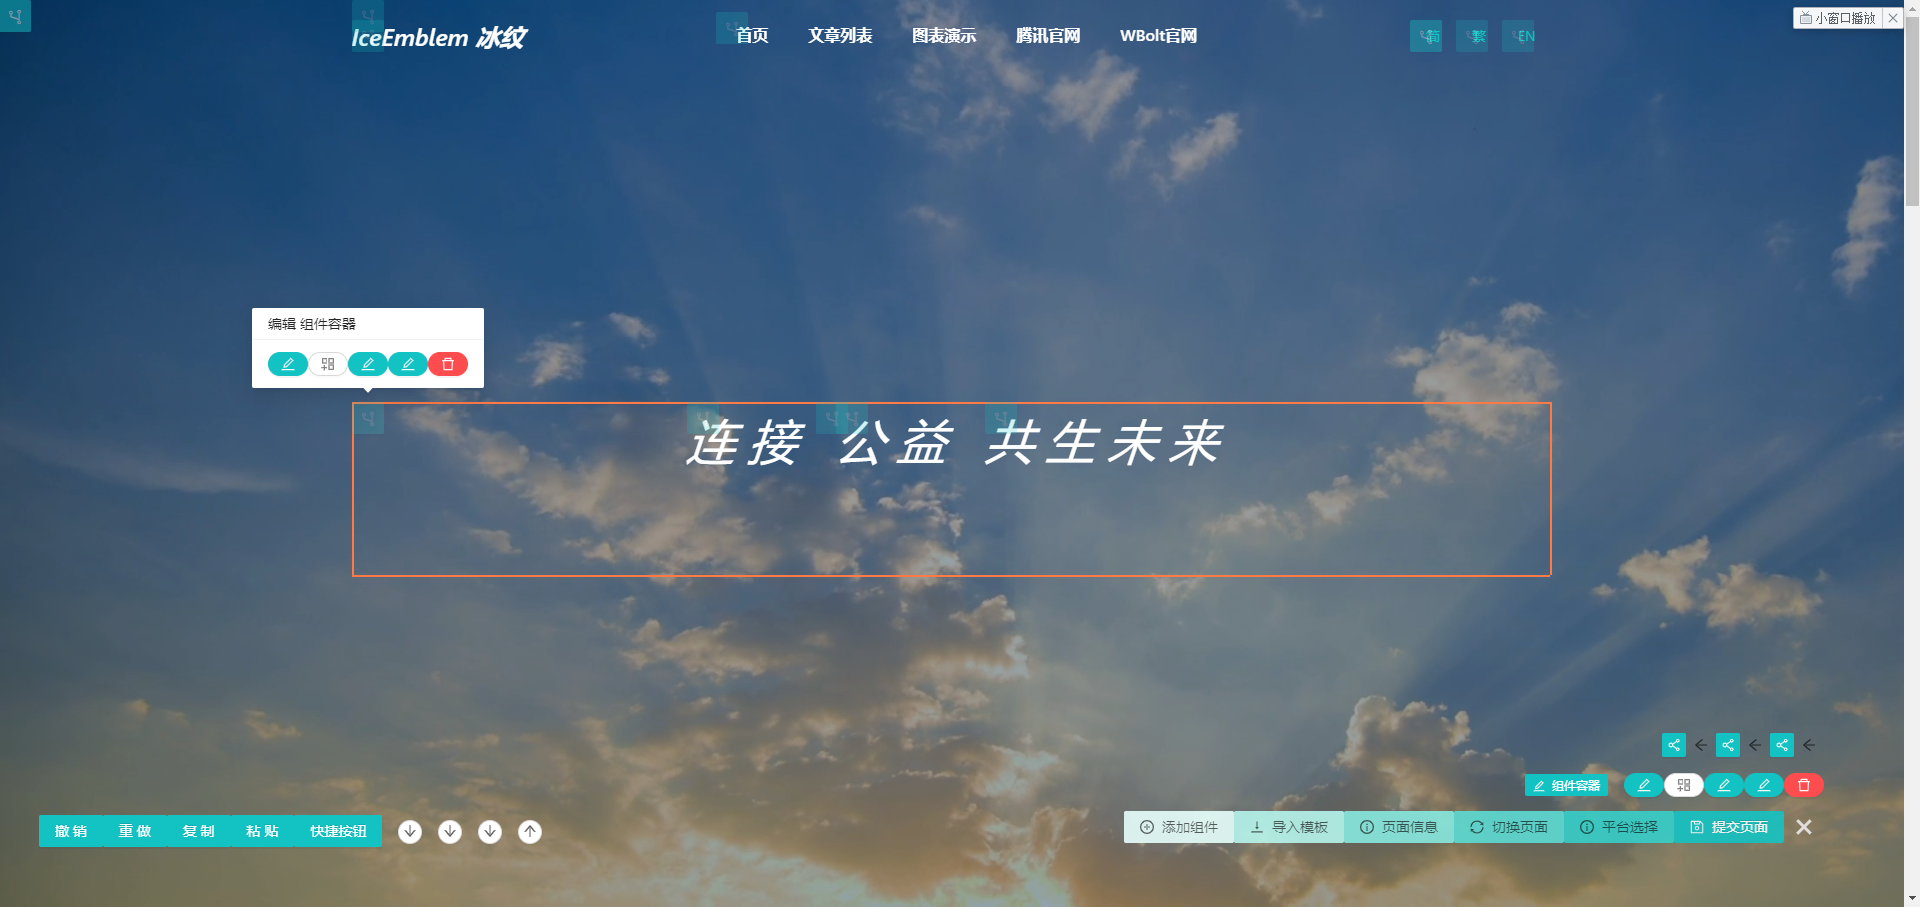 IceEmblem 冰纹
首页 文章列表 图表演示 腾讯官网 WBolt官网
简 繁 EN
小窗口播放
编辑 组件容器
连接 公益 共生未来
组件容器
撤销 重做 复制 粘贴 快捷按钮
添加组件 导入模板 页面信息 切换页面 平台选择 提交页面